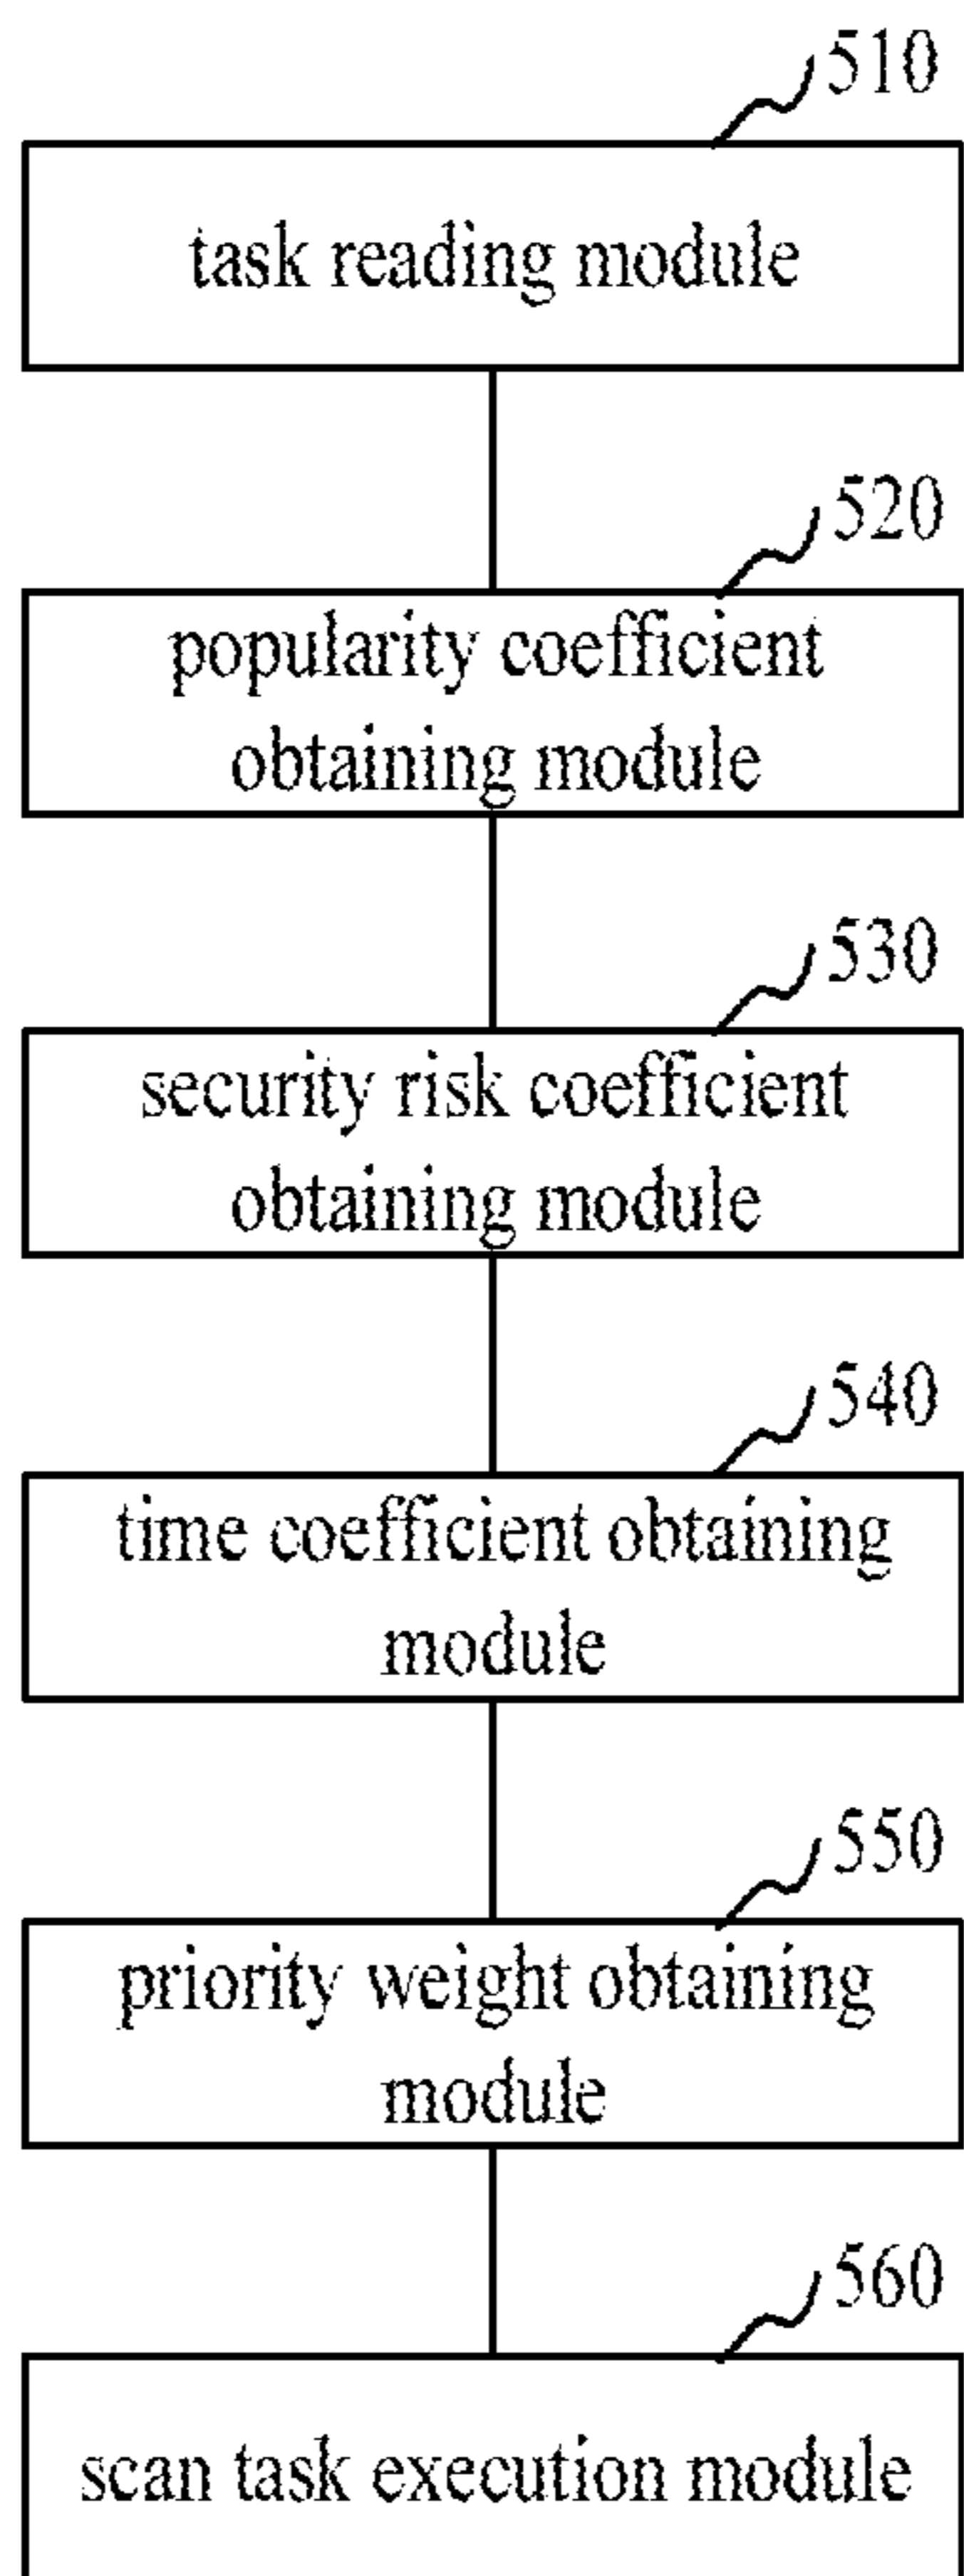 510
task reading module
520
popularity coefficient
obtaining module
530
security risk coefficient
obtaining module
540
time coefficient obtaining
module
550
priority weight obtaining
module
560
scan task execution module